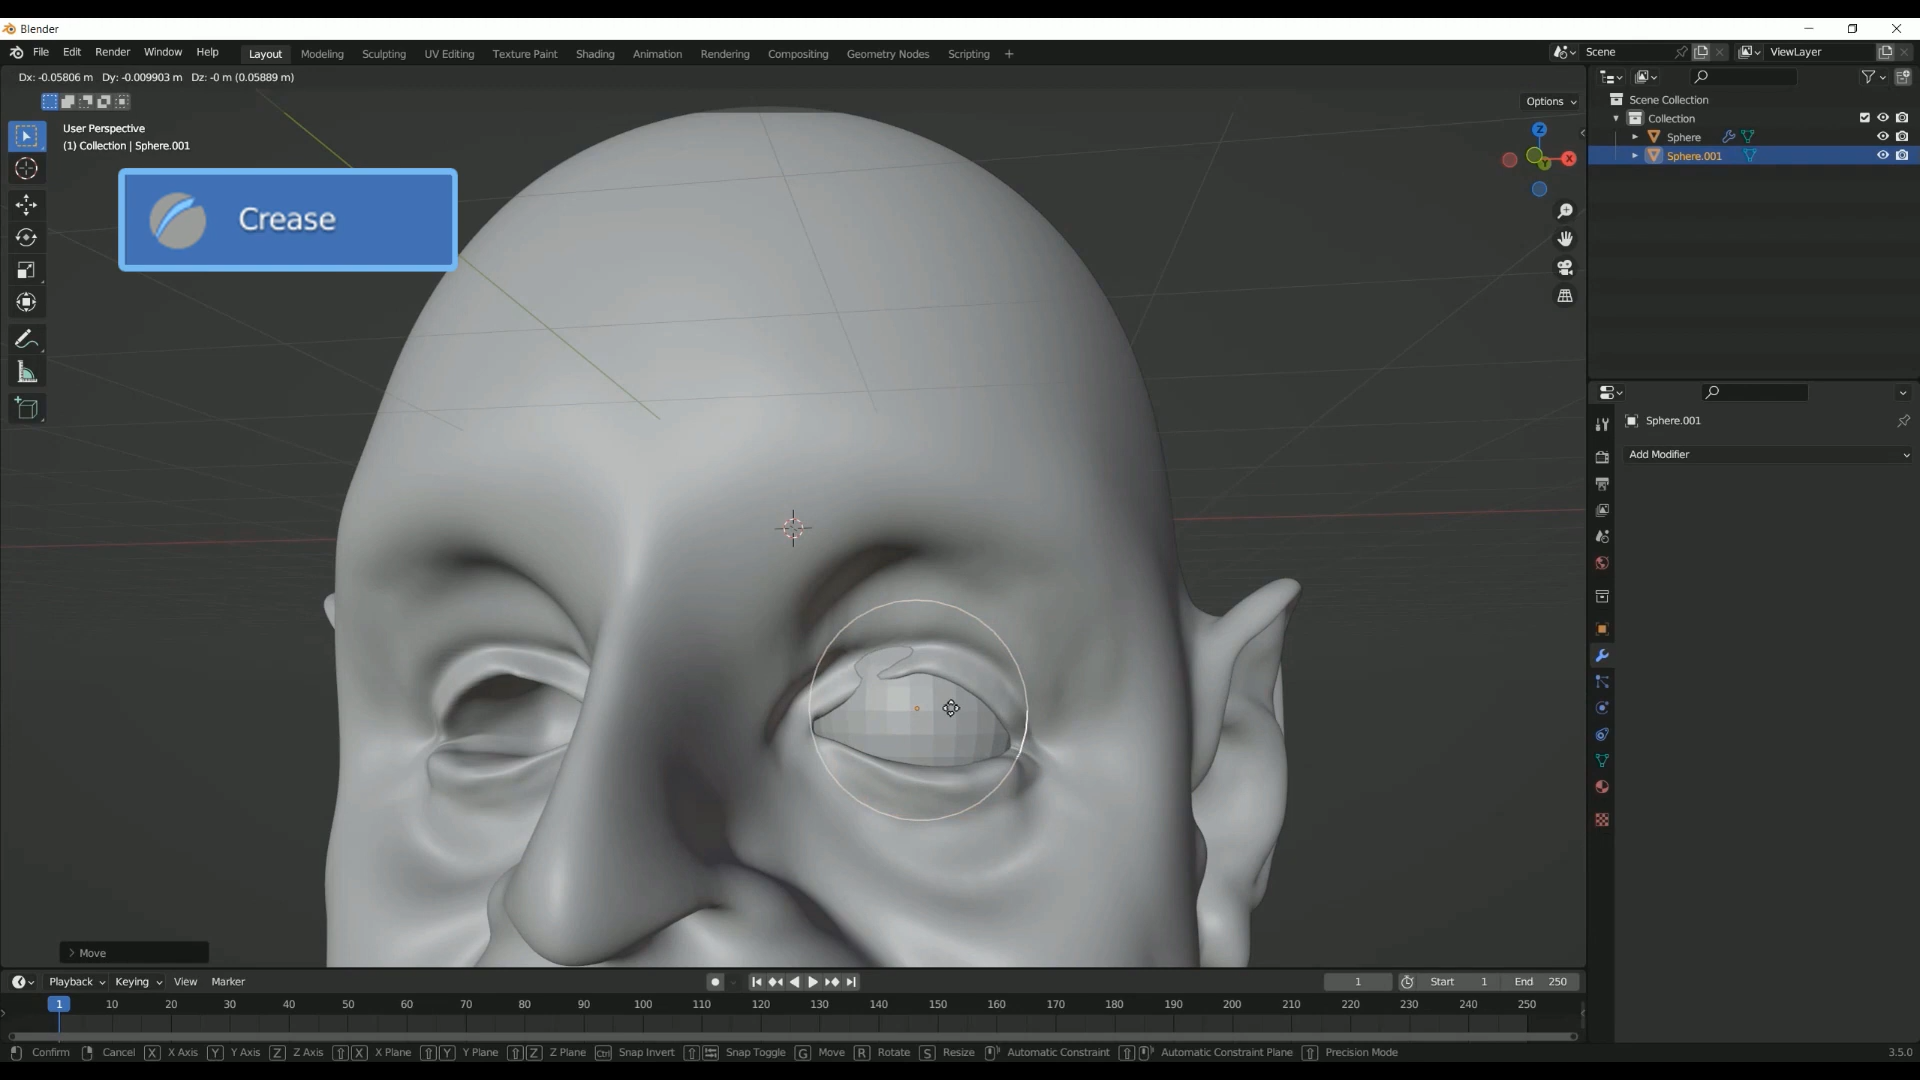 Blender
File Edit Render Window Help Layout Modeling Sculpting UV Editing Texture Paint Shading Animation Rendering Compositing Geometry Nodes Scripting + Scene ViewLayer
Dx: -0.05806 m Dy: -0.009903 m Dz: -0 m (0.05889 m)
Options
User Perspective
(1) Collection | Sphere.001
Crease
Z
X
Y
Scene Collection
Collection
Sphere
Sphere.001
Sphere.001
Add Modifier
> Move
Playback Keying View Marker 1 Start 1 End 250
1 10 20 30 40 50 60 70 80 90 100 110 120 130 140 150 160 170 180 190 200 210 220 230 240 250
Confirm Cancel X X Axis Y Y Axis Z Z Axis X X Plane Y Y Plane Z Z Plane Ctrl Snap Invert Snap Toggle G Move R Rotate S Resize Automatic Constraint Automatic Constraint Plane Precision Mode 3.5.0